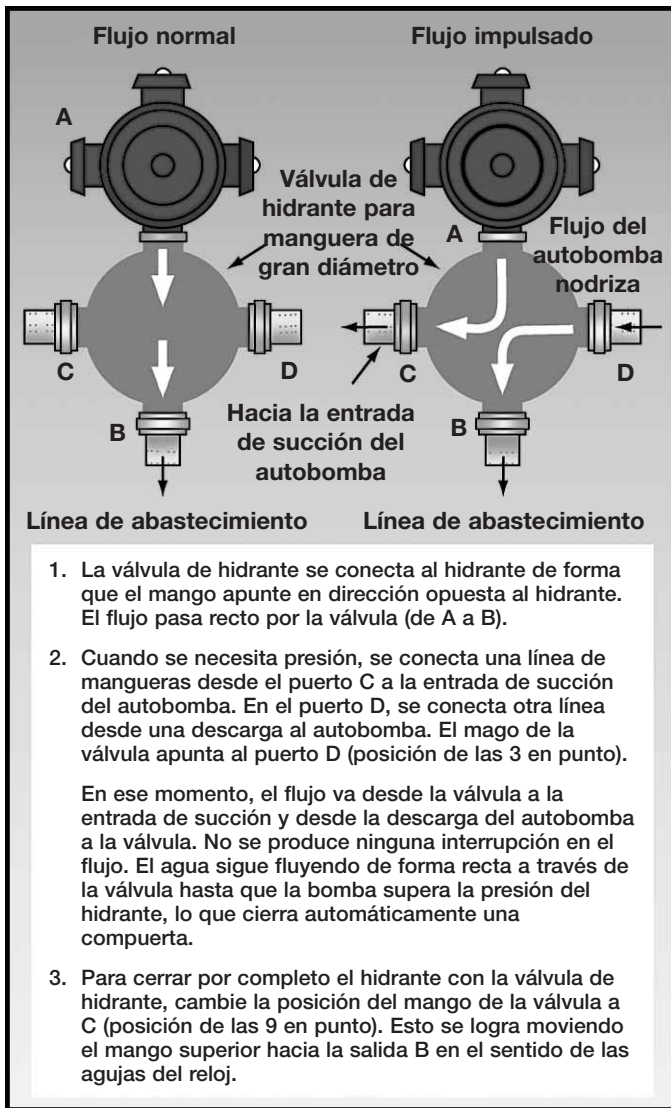 Flujo normal
Flujo impulsado
A
Válvula de
hidrante para
manguera de
gran diámetro
A
Flujo del
autobomba
nodriza
C
D
C
D
B
Hacia la entrada
de succión del
autobomba
B
Línea de abastecimiento
Línea de abastecimiento
1. La válvula de hidrante se conecta al hidrante de forma
que el mango apunte en dirección opuesta al hidrante.
El flujo pasa recto por la válvula (de A a B).
2. Cuando se necesita presión, se conecta una línea de
mangueras desde el puerto C a la entrada de succión
del autobomba. En el puerto D, se conecta otra línea
desde una descarga al autobomba. El mago de la
válvula apunta al puerto D (posición de las 3 en punto).
En ese momento, el flujo va desde la válvula a la
entrada de succión y desde la descarga del autobomba
a la válvula. No se produce ninguna interrupción en el
flujo. El agua sigue fluyendo de forma recta a través de
la válvula hasta que la bomba supera la presión del
hidrante, lo que cierra automáticamente una
compuerta.
3. Para cerrar por completo el hidrante con la válvula de
hidrante, cambie la posición del mango de la válvula a
C (posición de las 9 en punto). Esto se logra moviendo
el mango superior hacia la salida B en el sentido de las
agujas del reloj.